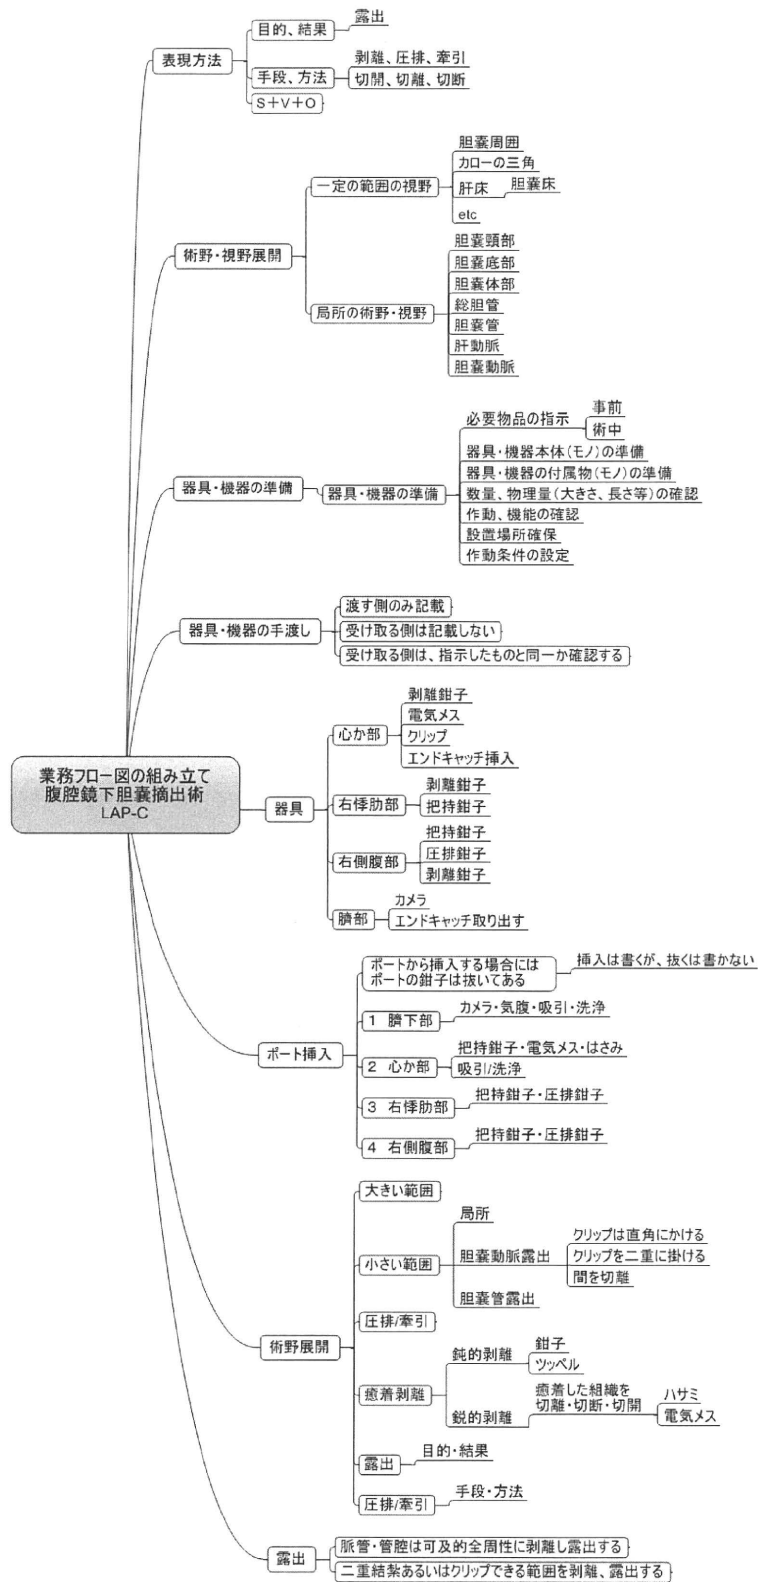 業務フロー図の組み立て
腹腔鏡下胆嚢摘出術
LAP-C
表現方法
目的、結果
露出
手段、方法
剥離、圧排、牽引
切開、切離、切断
S+V+O
術野・視野展開
一定の範囲の視野
胆嚢周囲
カローの三角
肝床
胆嚢床
etc
局所の術野・視野
胆嚢頸部
胆嚢底部
胆嚢体部
総胆管
胆嚢管
肝動脈
胆嚢動脈
器具・機器の準備
器具・機器の準備
必要物品の指示
事前
術中
器具・機器本体(モノ)の準備
器具・機器の付属物(モノ)の準備
数量、物理量(大きさ、長さ等)の確認
作動、機能の確認
設置場所確保
作動条件の設定
器具・機器の手渡し
渡す側のみ記載
受け取る側は記載しない
受け取る側は、指示したものと同一か確認する
器具
心か部
剥離鉗子
電気メス
クリップ
エンドキャッチ挿入
右悸肋部
剥離鉗子
把持鉗子
右側腹部
把持鉗子
圧排鉗子
剥離鉗子
臍部
カメラ
エンドキャッチ取り出す
ポート挿入
ポートから挿入する場合には
ポートの鉗子は抜いてある
挿入は書くが、抜くは書かない
1 臍下部
カメラ・気腹・吸引・洗浄
2 心か部
把持鉗子・電気メス・はさみ
吸引/洗浄
3 右悸肋部
把持鉗子・圧排鉗子
4 右側腹部
把持鉗子・圧排鉗子
術野展開
大きい範囲
小さい範囲
局所
胆嚢動脈露出
クリップは直角にかける
クリップを二重に掛ける
間を切離
胆嚢管露出
圧排/牽引
癒着剥離
鈍的剥離
鉗子
ツッペル
鋭的剥離
癒着した組織を
切離・切断・切開
ハサミ
電気メス
露出
目的・結果
圧排/牽引
手段・方法
露出
脈管・管腔は可及的全周性に剥離し露出する
二重結紮あるいはクリップできる範囲を剥離、露出する